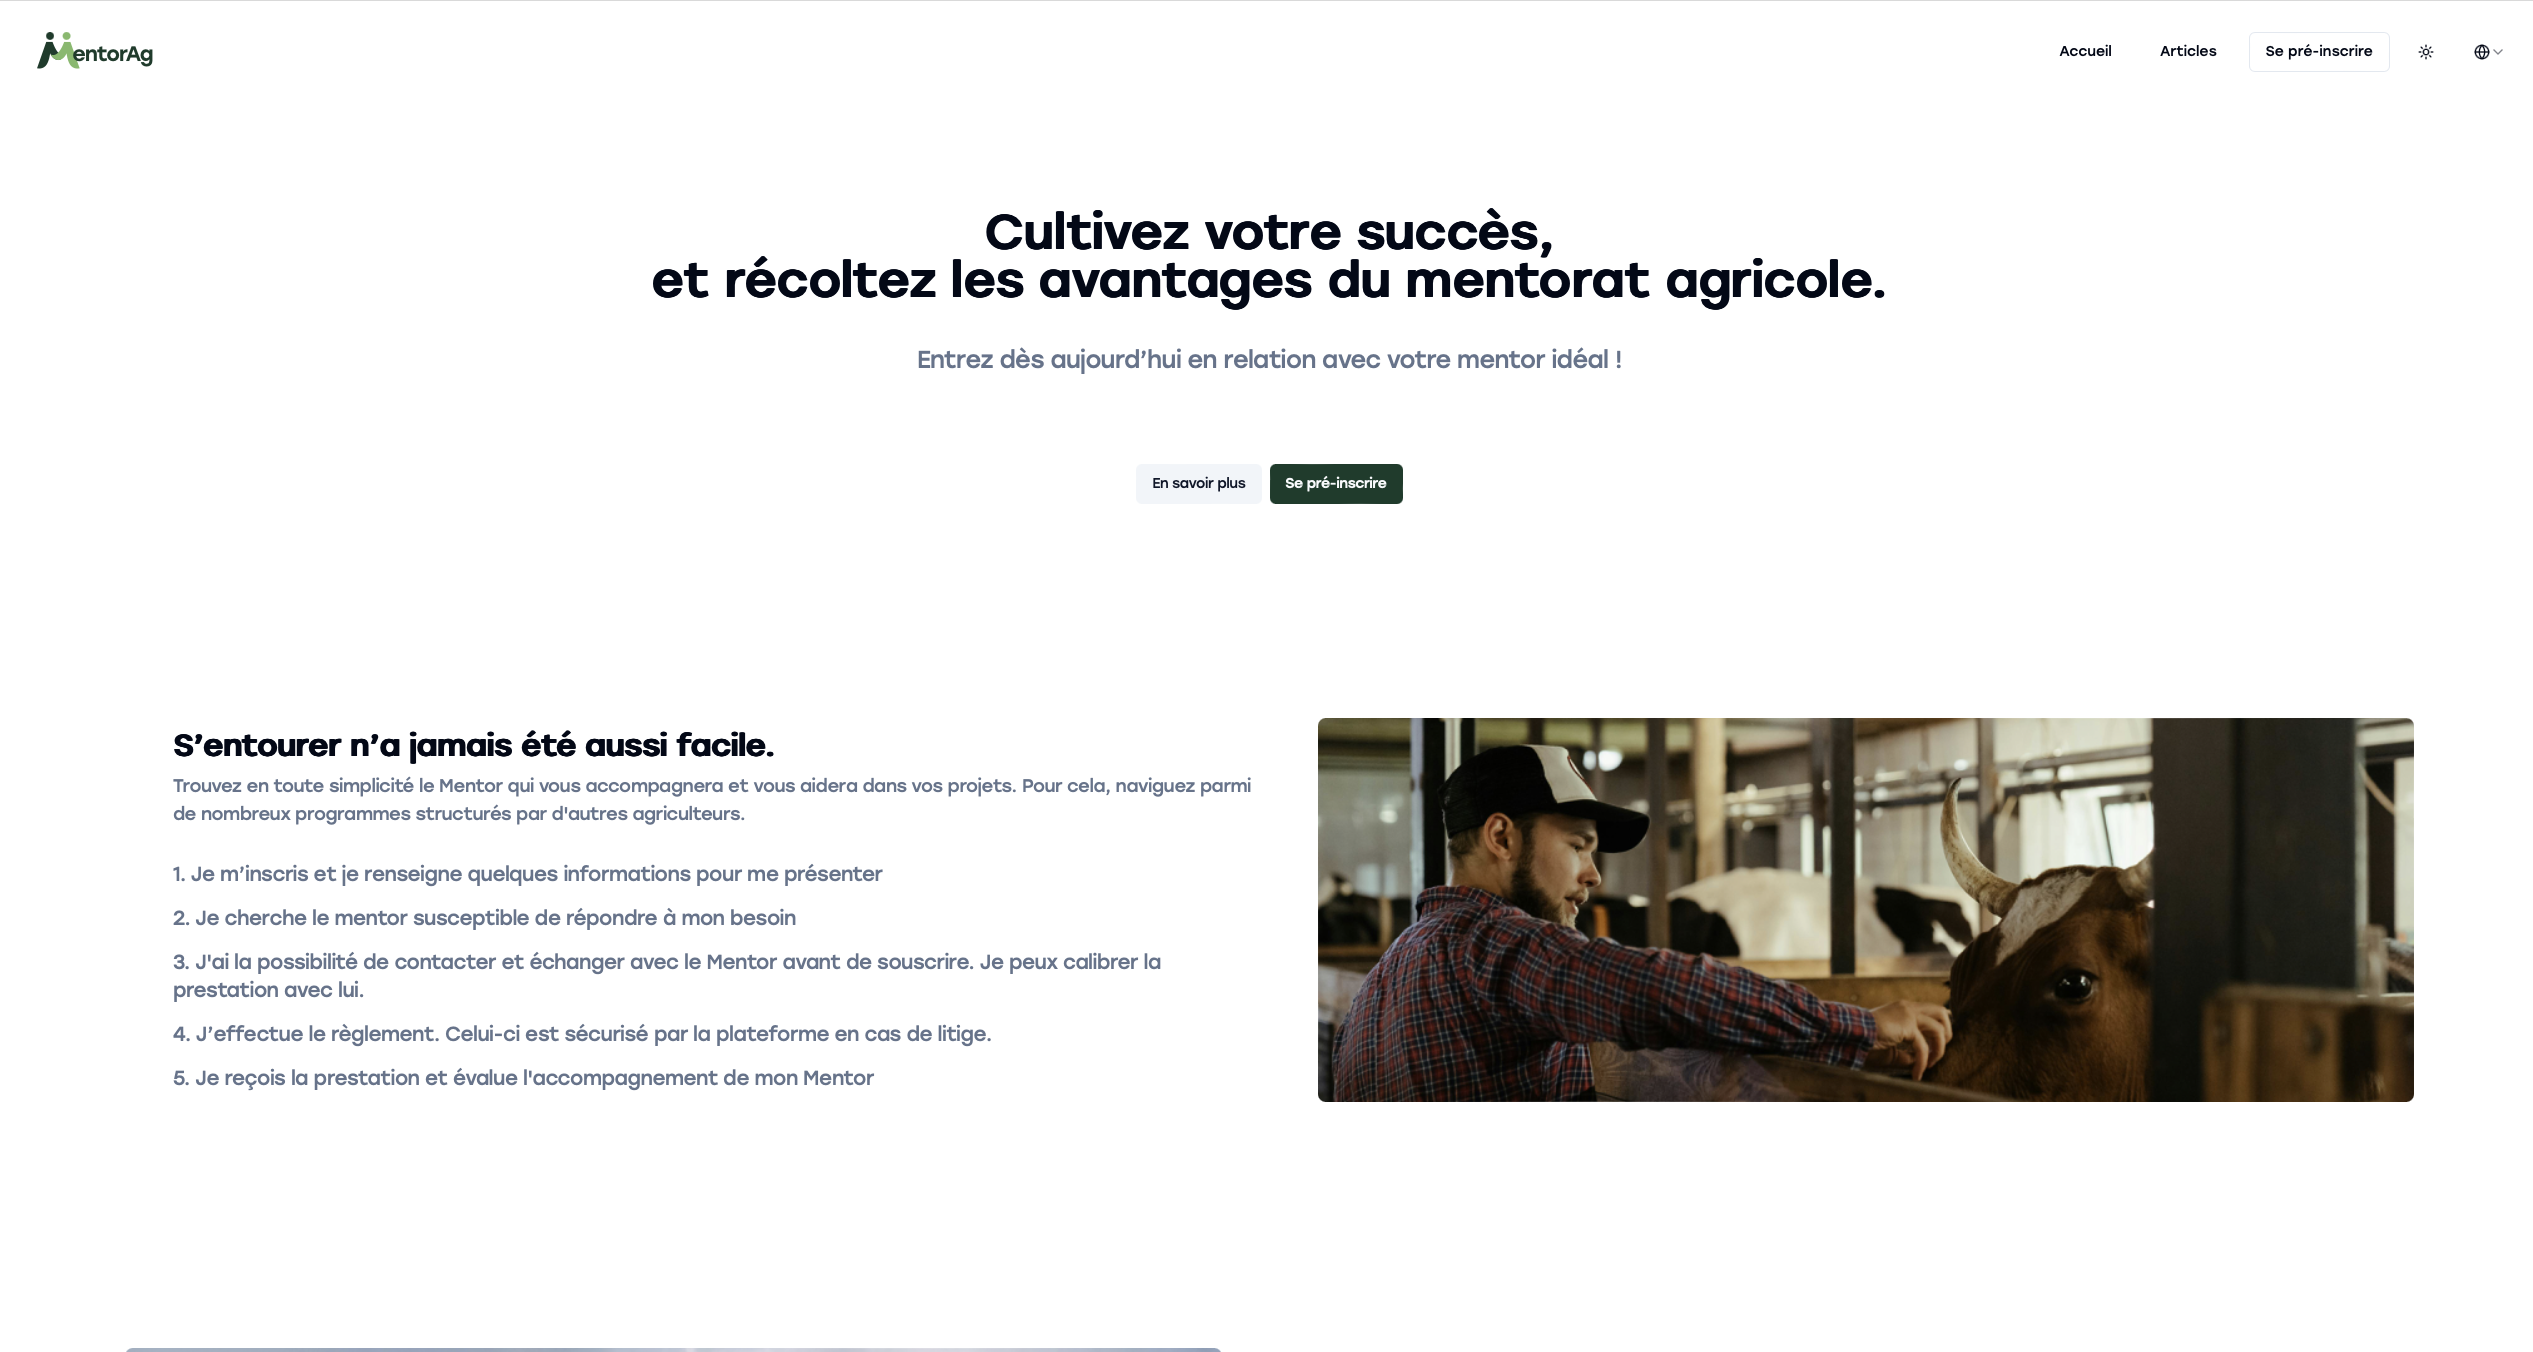 MentorAg
Accueil
Articles
Se pré-inscrire
Cultivez votre succès,
et récoltez les avantages du mentorat agricole.
Entrez dès aujourd’hui en relation avec votre mentor idéal !
En savoir plus
Se pré-inscrire
S’entourer n’a jamais été aussi facile.
Trouvez en toute simplicité le Mentor qui vous accompagnera et vous aidera dans vos projets. Pour cela, naviguez parmi
de nombreux programmes structurés par d'autres agriculteurs.
1. Je m’inscris et je renseigne quelques informations pour me présenter
2. Je cherche le mentor susceptible de répondre à mon besoin
3. J'ai la possibilité de contacter et échanger avec le Mentor avant de souscrire. Je peux calibrer la
prestation avec lui.
4. J’effectue le règlement. Celui-ci est sécurisé par la plateforme en cas de litige.
5. Je reçois la prestation et évalue l'accompagnement de mon Mentor